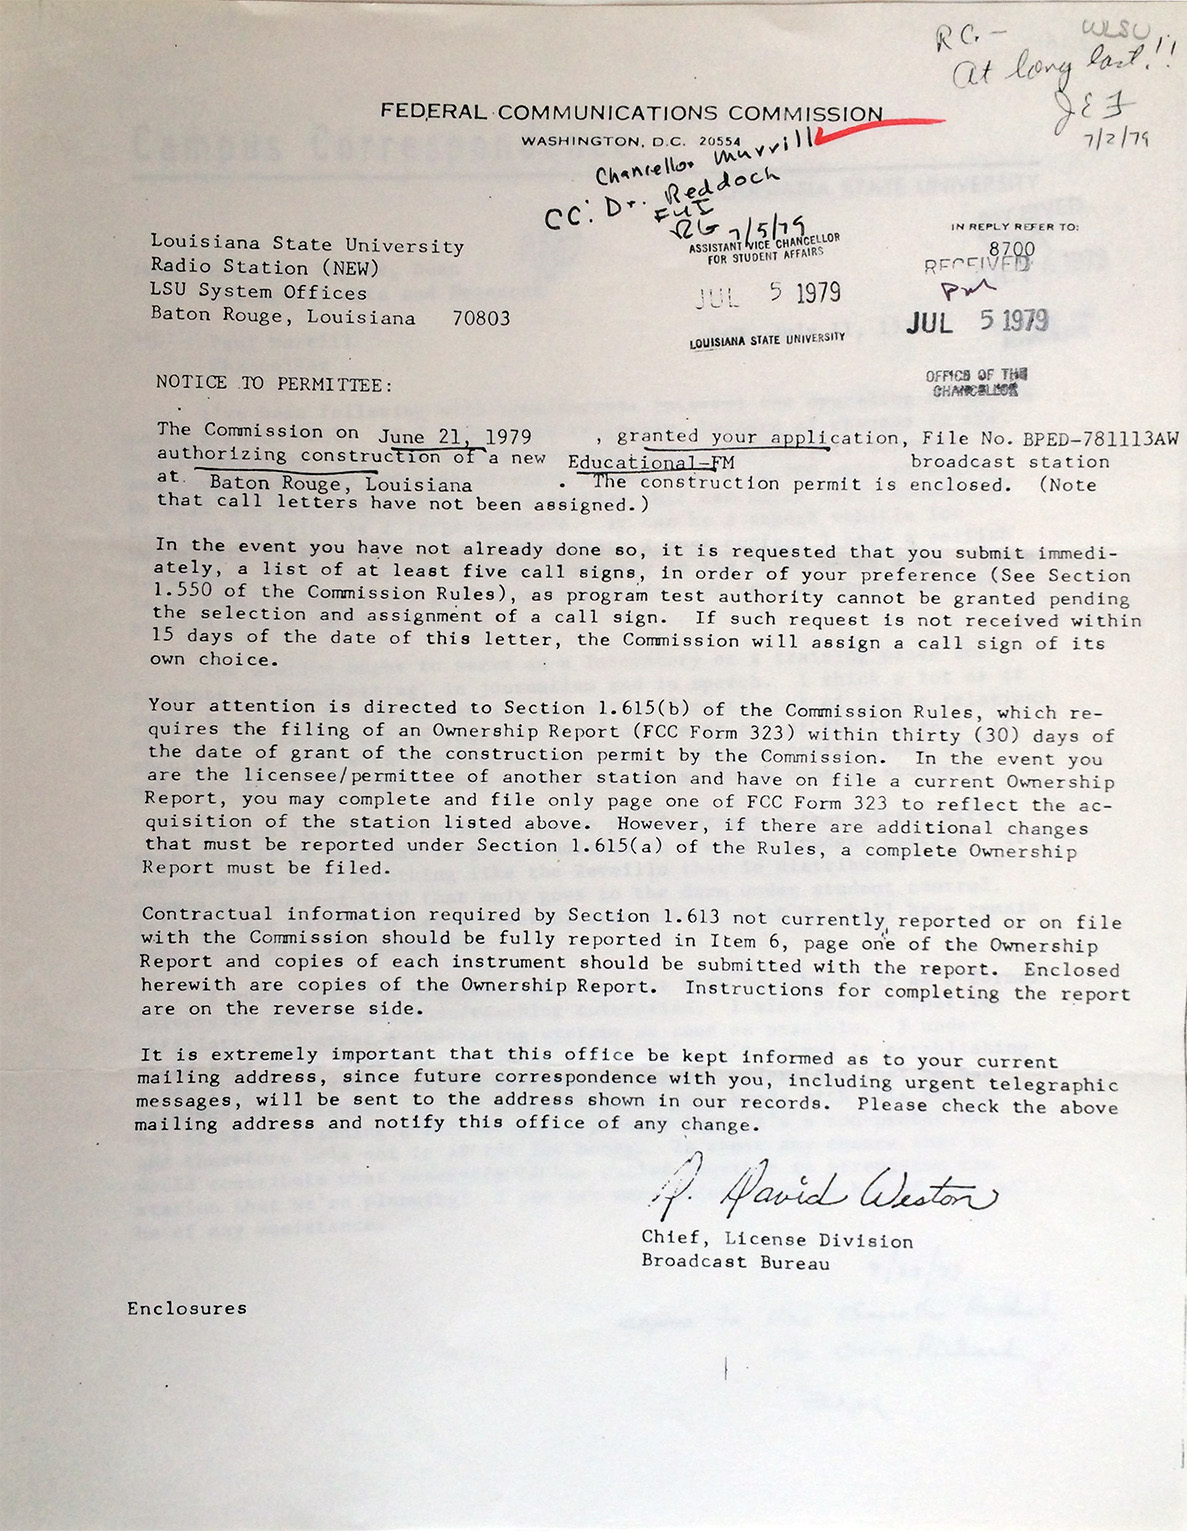 R.C. - WLSU
At long last!!
JEF
7/2/79
FEDERAL COMMUNICATIONS COMMISSION
WASHINGTON, D.C. 20554
Chancellor Murrill
CC: Dr. Reddoch
7/5/79
ASSISTANT VICE CHANCELLOR
FOR STUDENT AFFAIRS
JUL 5 1979
LOUISIANA STATE UNIVERSITY
IN REPLY REFER TO:
8700
RECEIVED
JUL 5 1979
OFFICE OF THE
CHANCELLOR
Louisiana State University
Radio Station (NEW)
LSU System Offices
Baton Rouge, Louisiana 70803
NOTICE TO PERMITTEE:
The Commission on June 21, 1979 , granted your application, File No. BPED-781113AW
authorizing construction of a new Educational-FM broadcast station
at Baton Rouge, Louisiana . The construction permit is enclosed. (Note
that call letters have not been assigned.)
In the event you have not already done so, it is requested that you submit immedi-
ately, a list of at least five call signs, in order of your preference (See Section
1.550 of the Commission Rules), as program test authority cannot be granted pending
the selection and assignment of a call sign. If such request is not received within
15 days of the date of this letter, the Commission will assign a call sign of its
own choice.
Your attention is directed to Section 1.615(b) of the Commission Rules, which re-
quires the filing of an Ownership Report (FCC Form 323) within thirty (30) days of
the date of grant of the construction permit by the Commission. In the event you
are the licensee/permittee of another station and have on file a current Ownership
Report, you may complete and file only page one of FCC Form 323 to reflect the ac-
quisition of the station listed above. However, if there are additional changes
that must be reported under Section 1.615(a) of the Rules, a complete Ownership
Report must be filed.
Contractual information required by Section 1.613 not currently reported or on file
with the Commission should be fully reported in Item 6, page one of the Ownership
Report and copies of each instrument should be submitted with the report. Enclosed
herewith are copies of the Ownership Report. Instructions for completing the report
are on the reverse side.
It is extremely important that this office be kept informed as to your current
mailing address, since future correspondence with you, including urgent telegraphic
messages, will be sent to the address shown in our records. Please check the above
mailing address and notify this office of any change.
David Weston
Chief, License Division
Broadcast Bureau
Enclosures